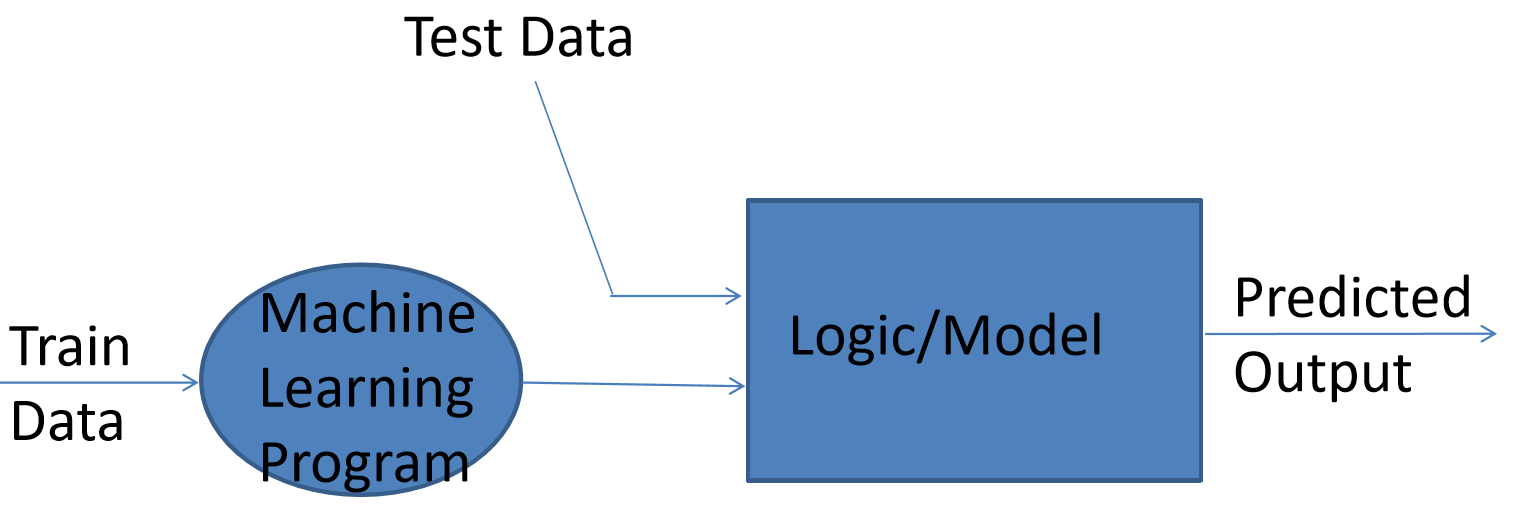 Test Data
Train
Data
Machine
Learning
Program
Logic/Model
Predicted
Output